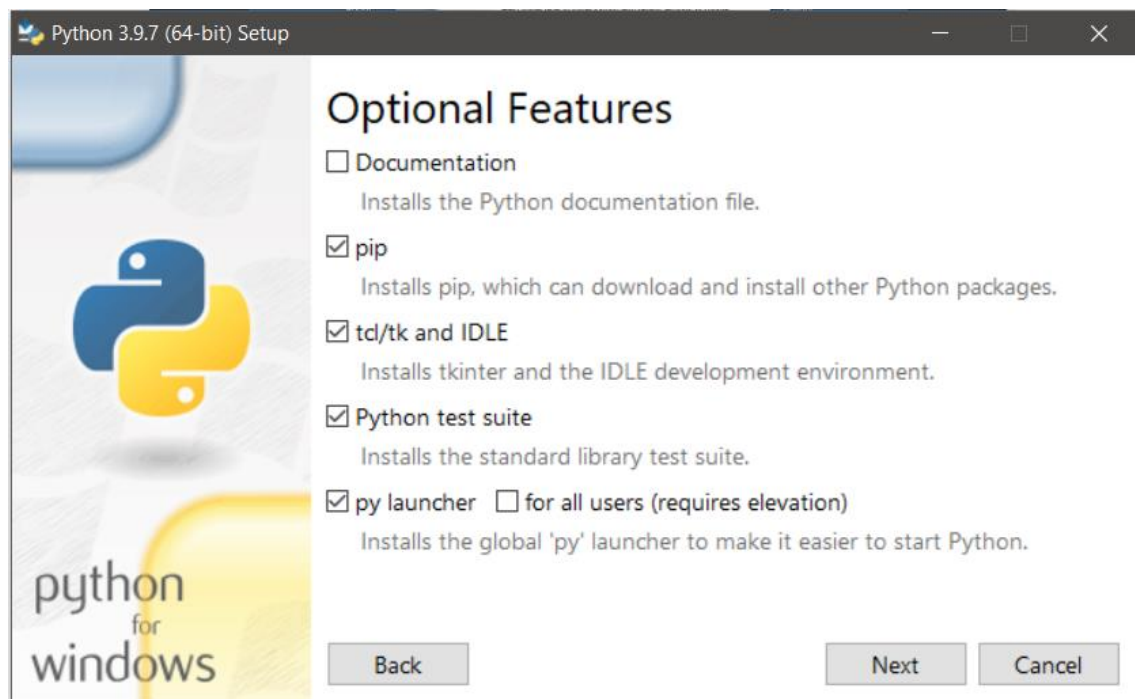 Python 3.9.7 (64-bit) Setup
Optional Features
Documentation
Installs the Python documentation file.
pip
Installs pip, which can download and install other Python packages.
tcl/tk and IDLE
Installs tkinter and the IDLE development environment.
Python test suite
Installs the standard library test suite.
py launcher for all users (requires elevation)
Installs the global 'py' launcher to make it easier to start Python.
python
for
windows
Back Next Cancel